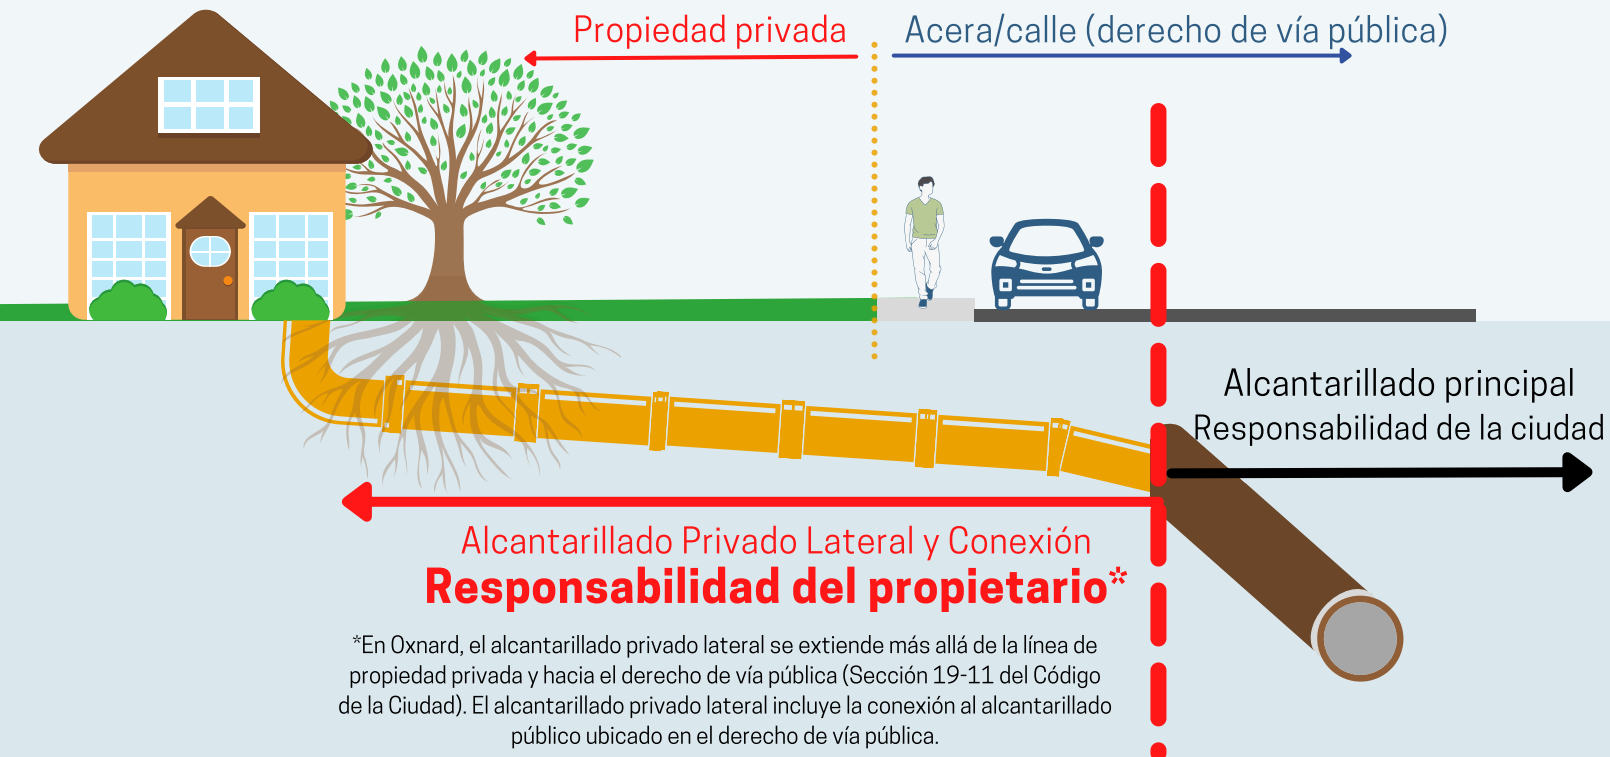 Propiedad privada
Acera/calle (derecho de vía pública)
Alcantarillado principal
Responsabilidad de la ciudad
Alcantarillado Privado Lateral y Conexión
Responsabilidad del propietario*
*En Oxnard, el alcantarillado privado lateral se extiende más allá de la línea de
propiedad privada y hacia el derecho de vía pública (Sección 19-11 del Código
de la Ciudad). El alcantarillado privado lateral incluye la conexión al alcantarillado
público ubicado en el derecho de vía pública.